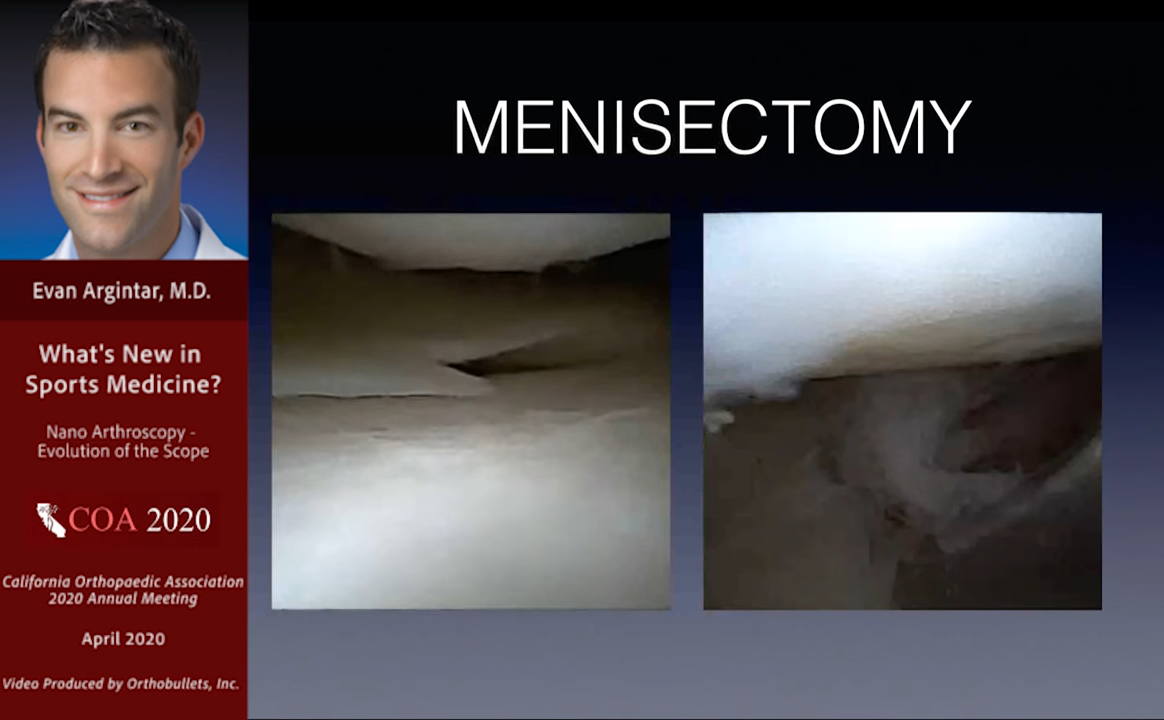 MENISECTOMY
Evan Argintar, M.D.
What's New in
Sports Medicine?
Nano Arthroscopy -
Evolution of the Scope
COA 2020
California Orthopaedic Association
2020 Annual Meeting
April 2020
Video Produced by Orthobullets, Inc.